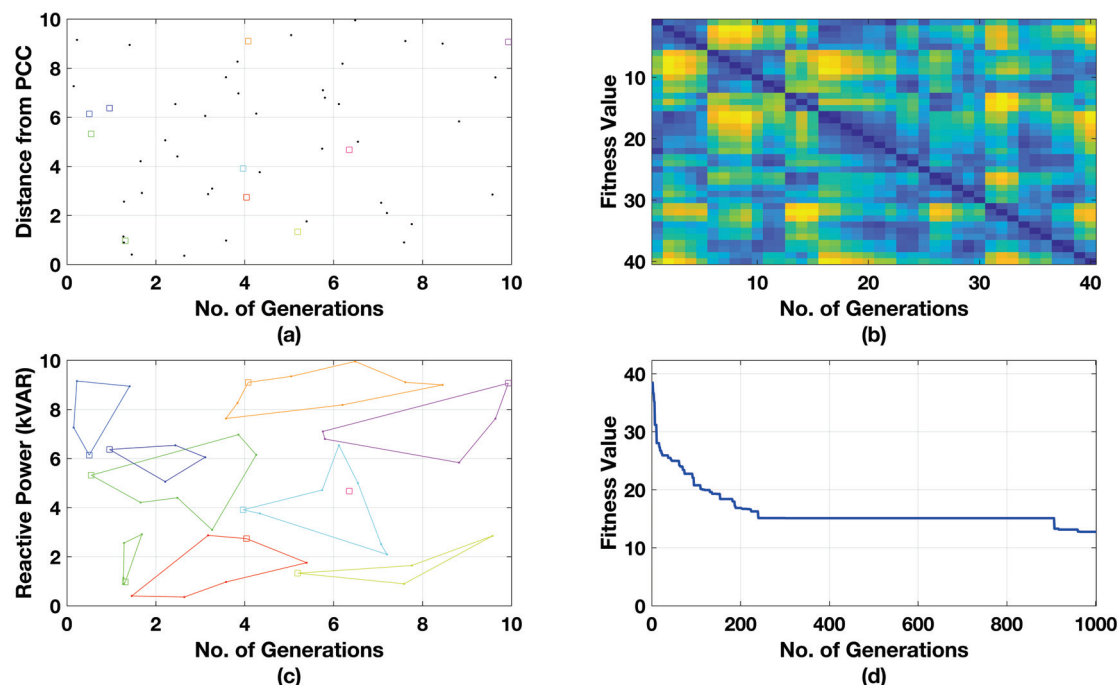 Distance from PCC
10
8
6
4
2
0
0 2 4 6 8 10
No. of Generations
(a)
Fitness Value
10
20
30
40
10 20 30 40
No. of Generations
(b)
Reactive Power (kVAR)
10
8
6
4
2
0
0 2 4 6 8 10
No. of Generations
(c)
Fitness Value
40
30
20
10
0
0 200 400 600 800 1000
No. of Generations
(d)